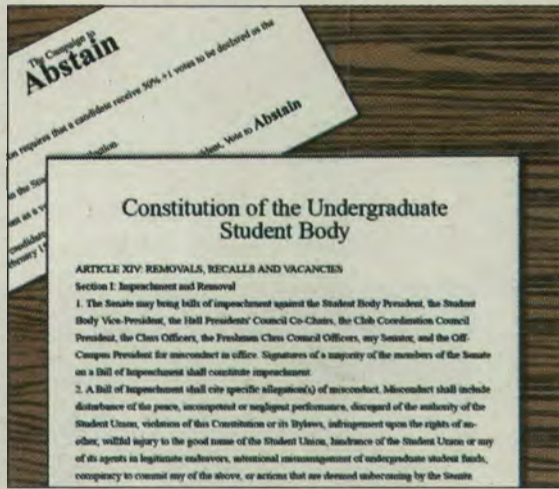 The Campaign to
Abstain
requires that a candidate receive 50% +1 votes to be declared as the
Vote to Abstain
Constitution of the Undergraduate
Student Body
ARTICLE XIV: REMOVALS, RECALLS AND VACANCIES
Section I: Impeachment and Removal
1. The Senate may bring bills of impeachment against the Student Body President, the Student
Body Vice-President, the Hall Presidents' Council Co-Chairs, the Club Coordination Council
President, the Class Officers, the Freshman Class Council Officers, any Senator, and the Off-
Campus President for misconduct in office. Signatures of a majority of the members of the Senate
on a Bill of Impeachment shall constitute impeachment.
2. A Bill of Impeachment shall cite specific allegation(s) of misconduct. Misconduct shall include
disturbance of the peace, incompetent or negligent performance, disregard of the authority of the
Student Union, violation of this Constitution or its Bylaws, infringement upon the rights of an-
other, willful injury to the good name of the Student Union, hindrance of the Student Union or any
of its agents in legitimate endeavors, intentional mismanagement of undergraduate student funds,
conspiracy to commit any of the above, or actions that are deemed unbecoming by the Senate